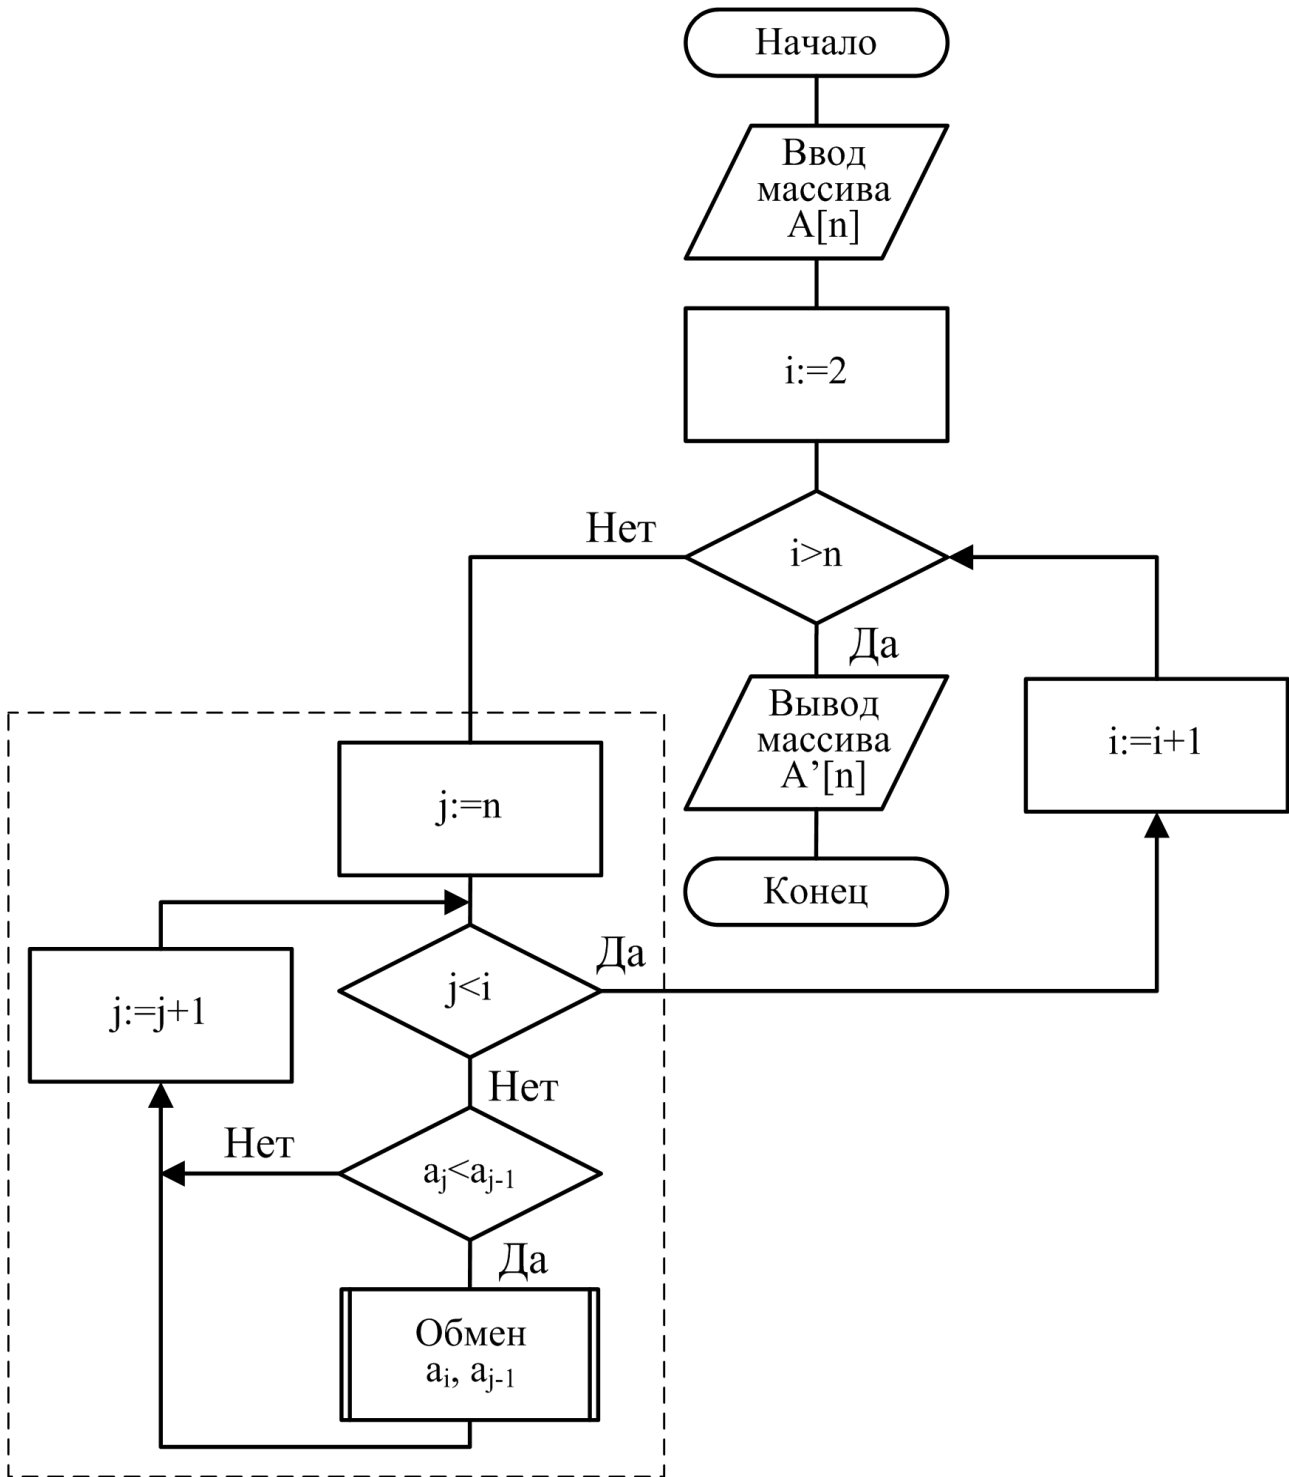 Начало
Ввод
массива
A[n]
i:=2
Нет
i>n
Да
Вывод
массива
A’[n]
i:=i+1
j:=n
Конец
Да
j<i
j:=j+1
Нет
Нет
aj<aj-1
Да
Обмен
ai, aj-1